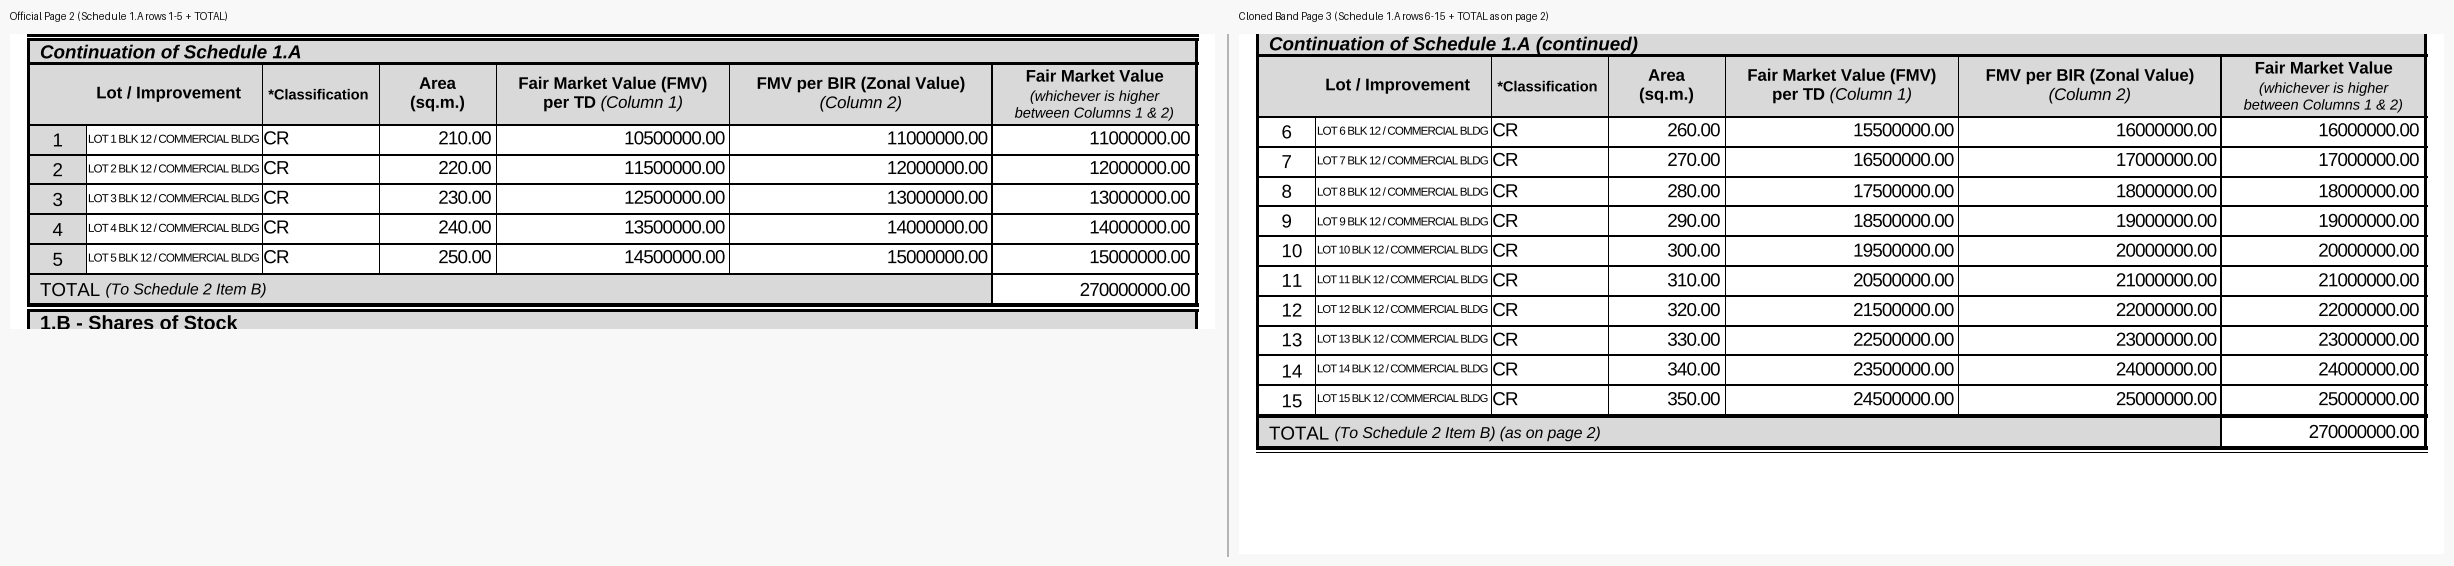 Official Page 2 (Schedule 1.A rows 1-5 + TOTAL)
Continuation of Schedule 1.A
Lot / Improvement *Classification Area (sq.m.) Fair Market Value (FMV) per TD (Column 1) FMV per BIR (Zonal Value) (Column 2) Fair Market Value (whichever is higher between Columns 1 & 2)
1 LOT 1 BLK 12 / COMMERCIAL BLDG CR 210.00 10500000.00 11000000.00 11000000.00
2 LOT 2 BLK 12 / COMMERCIAL BLDG CR 220.00 11500000.00 12000000.00 12000000.00
3 LOT 3 BLK 12 / COMMERCIAL BLDG CR 230.00 12500000.00 13000000.00 13000000.00
4 LOT 4 BLK 12 / COMMERCIAL BLDG CR 240.00 13500000.00 14000000.00 14000000.00
5 LOT 5 BLK 12 / COMMERCIAL BLDG CR 250.00 14500000.00 15000000.00 15000000.00
TOTAL (To Schedule 2 Item B) 270000000.00
1.B - Shares of Stock
Cloned Band Page 3 (Schedule 1.A rows 6-15 + TOTAL as on page 2)
Continuation of Schedule 1.A (continued)
Lot / Improvement *Classification Area (sq.m.) Fair Market Value (FMV) per TD (Column 1) FMV per BIR (Zonal Value) (Column 2) Fair Market Value (whichever is higher between Columns 1 & 2)
6 LOT 6 BLK 12 / COMMERCIAL BLDG CR 260.00 15500000.00 16000000.00 16000000.00
7 LOT 7 BLK 12 / COMMERCIAL BLDG CR 270.00 16500000.00 17000000.00 17000000.00
8 LOT 8 BLK 12 / COMMERCIAL BLDG CR 280.00 17500000.00 18000000.00 18000000.00
9 LOT 9 BLK 12 / COMMERCIAL BLDG CR 290.00 18500000.00 19000000.00 19000000.00
10 LOT 10 BLK 12 / COMMERCIAL BLDG CR 300.00 19500000.00 20000000.00 20000000.00
11 LOT 11 BLK 12 / COMMERCIAL BLDG CR 310.00 20500000.00 21000000.00 21000000.00
12 LOT 12 BLK 12 / COMMERCIAL BLDG CR 320.00 21500000.00 22000000.00 22000000.00
13 LOT 13 BLK 12 / COMMERCIAL BLDG CR 330.00 22500000.00 23000000.00 23000000.00
14 LOT 14 BLK 12 / COMMERCIAL BLDG CR 340.00 23500000.00 24000000.00 24000000.00
15 LOT 15 BLK 12 / COMMERCIAL BLDG CR 350.00 24500000.00 25000000.00 25000000.00
TOTAL (To Schedule 2 Item B) (as on page 2) 270000000.00